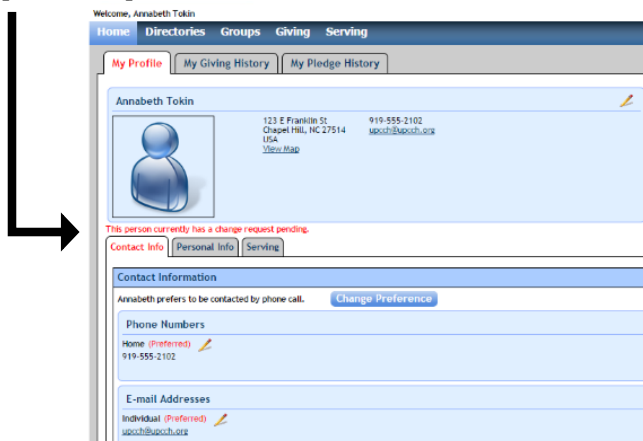 Welcome, Annabeth Tokin
Home Directories Groups Giving Serving
My Profile My Giving History My Pledge History
Annabeth Tokin
123 E Franklin St 919-555-2102
Chapel Hill, NC 27514 upcch@upcch.org
USA
View Map
This person currently has a change request pending.
Contact Info Personal Info Serving
Contact Information
Annabeth prefers to be contacted by phone call. Change Preference
Phone Numbers
Home (Preferred)
919-555-2102
E-mail Addresses
Individual (Preferred)
upcch@upcch.org